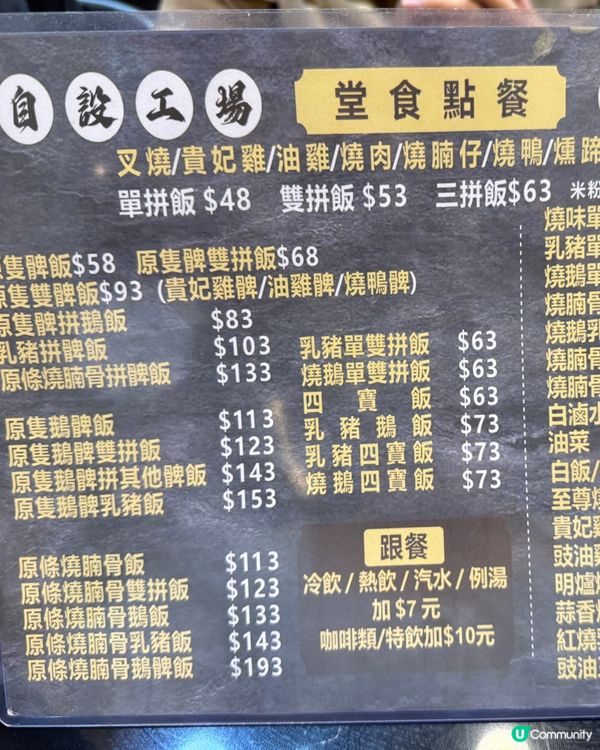 自設工場
堂食點餐
叉燒/貴妃雞/油雞/燒肉/燒腩仔/燒鴨/燻蹄
單拼飯 $48 雙拼飯 $53 三拼飯$63 米粉
隻髀飯$58 原隻髀雙拼飯$68
原隻雙髀飯$93 (貴妃雞髀/油雞髀/燒鴨髀)
原隻髀拼鵝飯 $83
乳豬拼髀飯 $103
原條燒腩骨拼髀飯 $133
原隻鵝髀飯 $113
原隻鵝髀雙拼飯 $123
原隻鵝髀拼其他髀飯 $143
原隻鵝髀乳豬飯 $153
原條燒腩骨飯 $113
原條燒腩骨雙拼飯 $123
原條燒腩骨鵝飯 $133
原條燒腩骨乳豬飯 $143
原條燒腩骨鵝髀飯 $193
乳豬單雙拼飯 $63
燒鵝單雙拼飯 $63
四寶飯 $63
乳豬鵝飯 $73
乳豬四寶飯 $73
燒鵝四寶飯 $73
跟餐
冷飲 / 熱飲 / 汽水 / 例湯
加 $7 元
咖啡類/特飲加$10元
燒味單
乳豬單
燒鵝單
燒腩骨
燒鵝乳
燒腩骨
燒腩骨
白滷水
油菜
白飯/
至尊燒
貴妃雞
豉油雞
明爐燒
蒜香燒
紅燒乳
豉油王
U Community